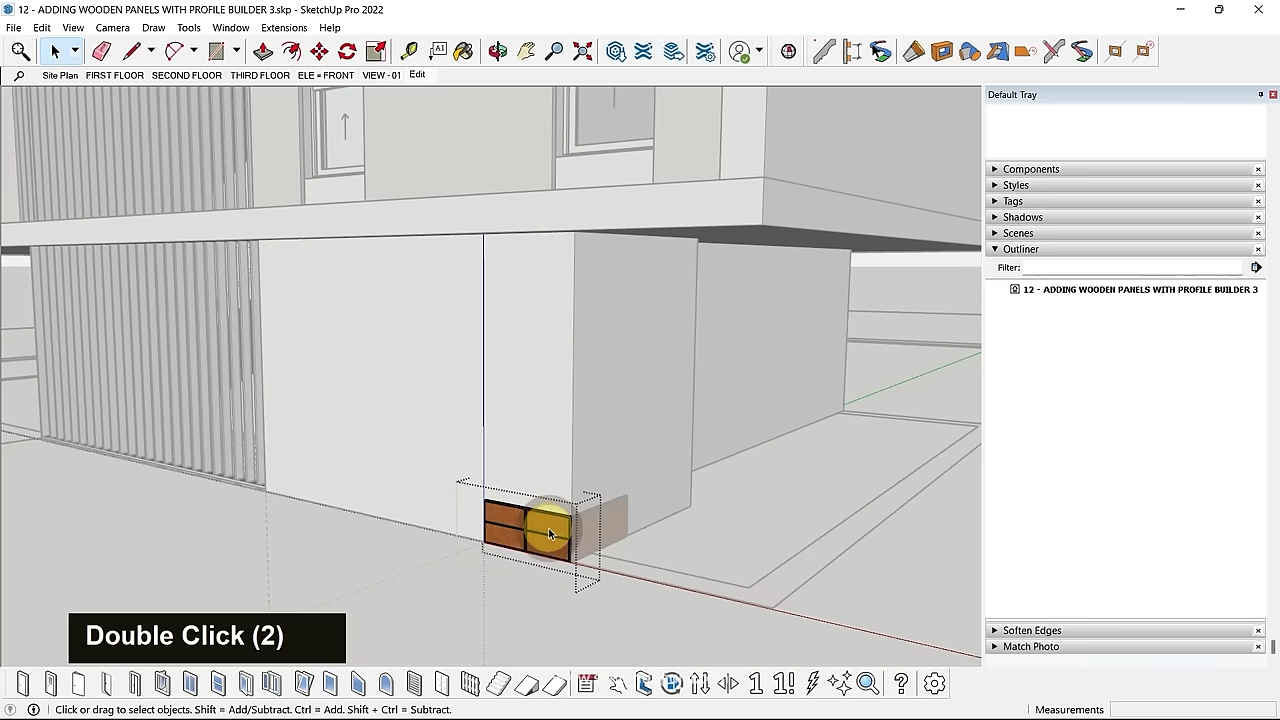 12 - ADDING WOODEN PANELS WITH PROFILE BUILDER 3.skp - SketchUp Pro 2022
File Edit View Camera Draw Tools Window Extensions Help
Site Plan FIRST FLOOR SECOND FLOOR THIRD FLOOR ELE = FRONT VIEW - 01 Edit
Default Tray
Components
Styles
Tags
Shadows
Scenes
Outliner
Filter:
12 - ADDING WOODEN PANELS WITH PROFILE BUILDER 3
Double Click (2)
Soften Edges
Match Photo
Click or drag to select objects. Shift = Add/Subtract. Ctrl = Add. Shift + Ctrl = Subtract.
Measurements